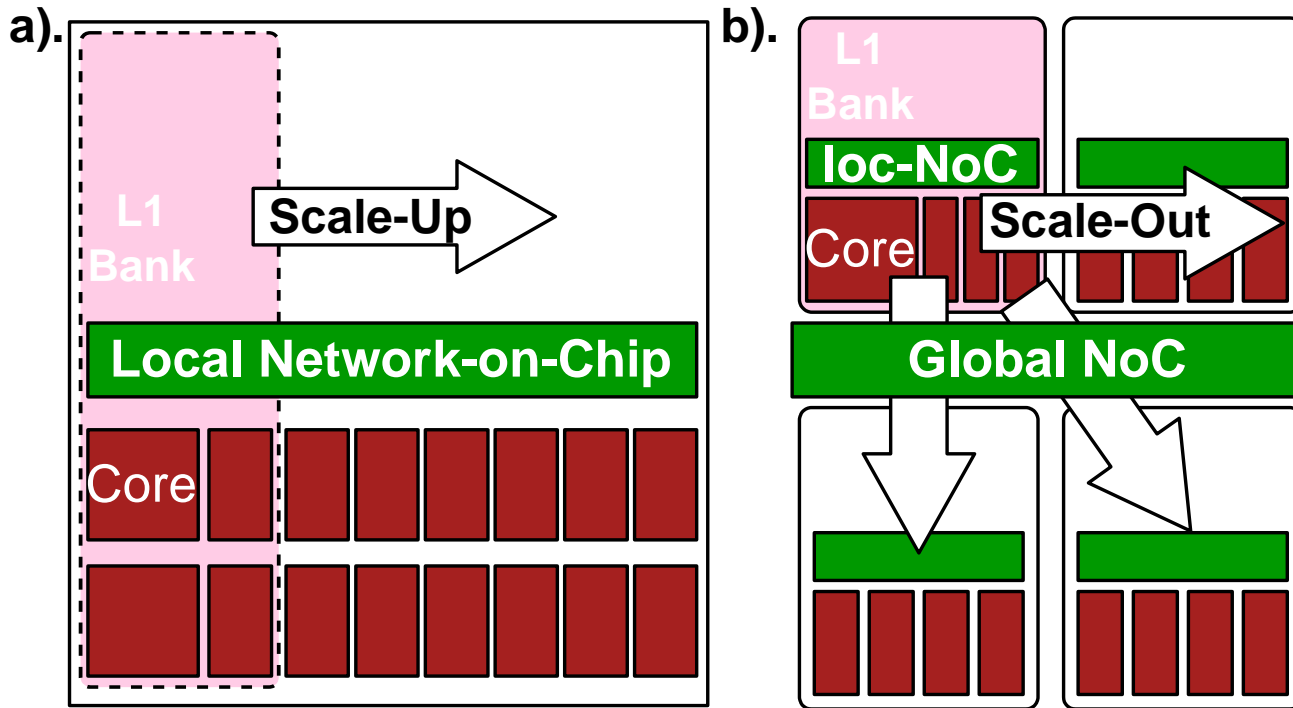 a).
L1
Bank
Scale-Up
Local Network-on-Chip
Core
b).
L1
Bank
loc-NoC
Core
Scale-Out
Global NoC